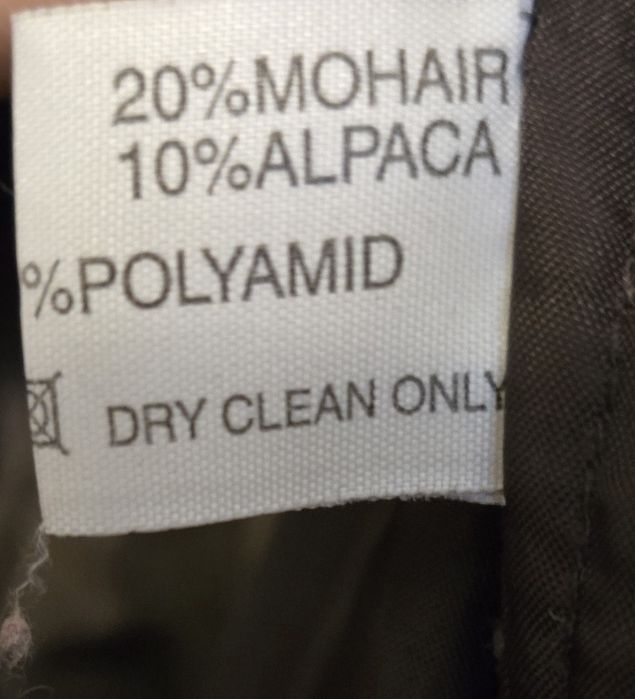 20%MOHAIR
10%ALPACA
%POLYAMID
DRY CLEAN ONLY